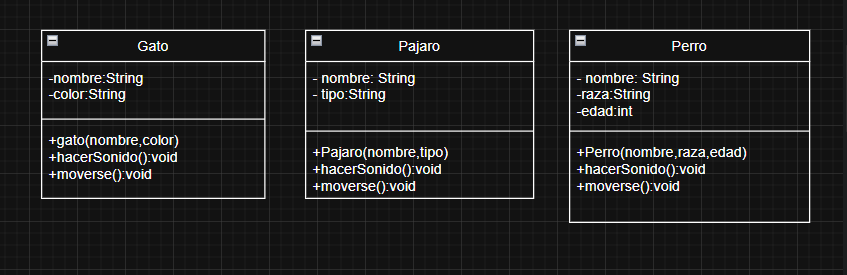 Gato
-nombre:String
-color:String
+gato(nombre,color)
+hacerSonido():void
+moverse():void
Pajaro
- nombre: String
- tipo:String
+Pajaro(nombre,tipo)
+hacerSonido():void
+moverse():void
Perro
- nombre: String
-raza:String
-edad:int
+Perro(nombre,raza,edad)
+hacerSonido():void
+moverse():void